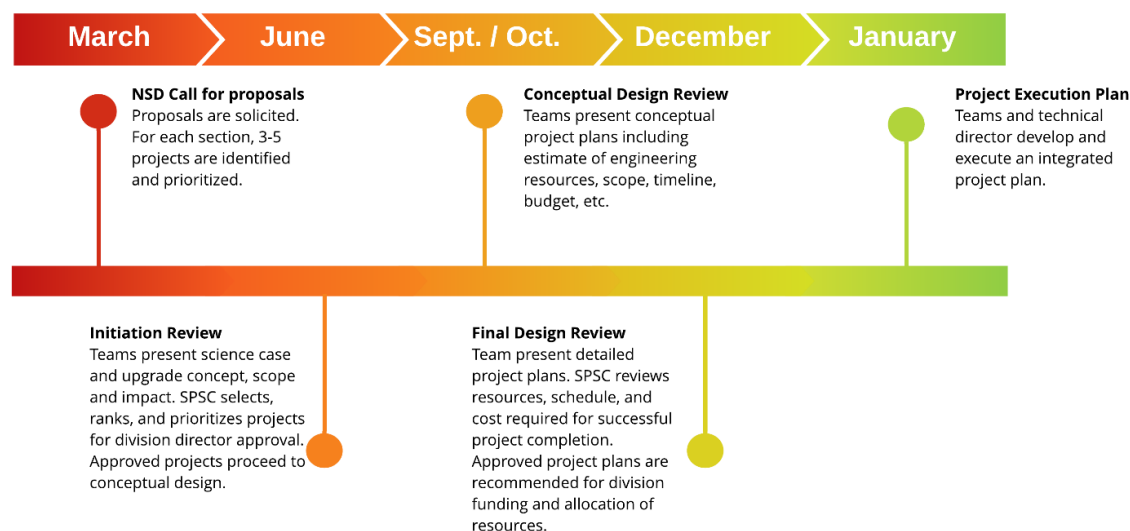 March
June
Sept. / Oct.
December
January
NSD Call for proposals
Proposals are solicited.
For each section, 3-5
projects are identified
and prioritized.
Conceptual Design Review
Teams present conceptual
project plans including
estimate of engineering
resources, scope, timeline,
budget, etc.
Project Execution Plan
Teams and technical
director develop and
execute an integrated
project plan.
Initiation Review
Teams present science case
and upgrade concept, scope
and impact. SPSC selects,
ranks, and prioritizes projects
for division director approval.
Approved projects proceed to
conceptual design.
Final Design Review
Team present detailed
project plans. SPSC reviews
resources, schedule, and
cost required for successful
project completion.
Approved project plans are
recommended for division
funding and allocation of
resources.